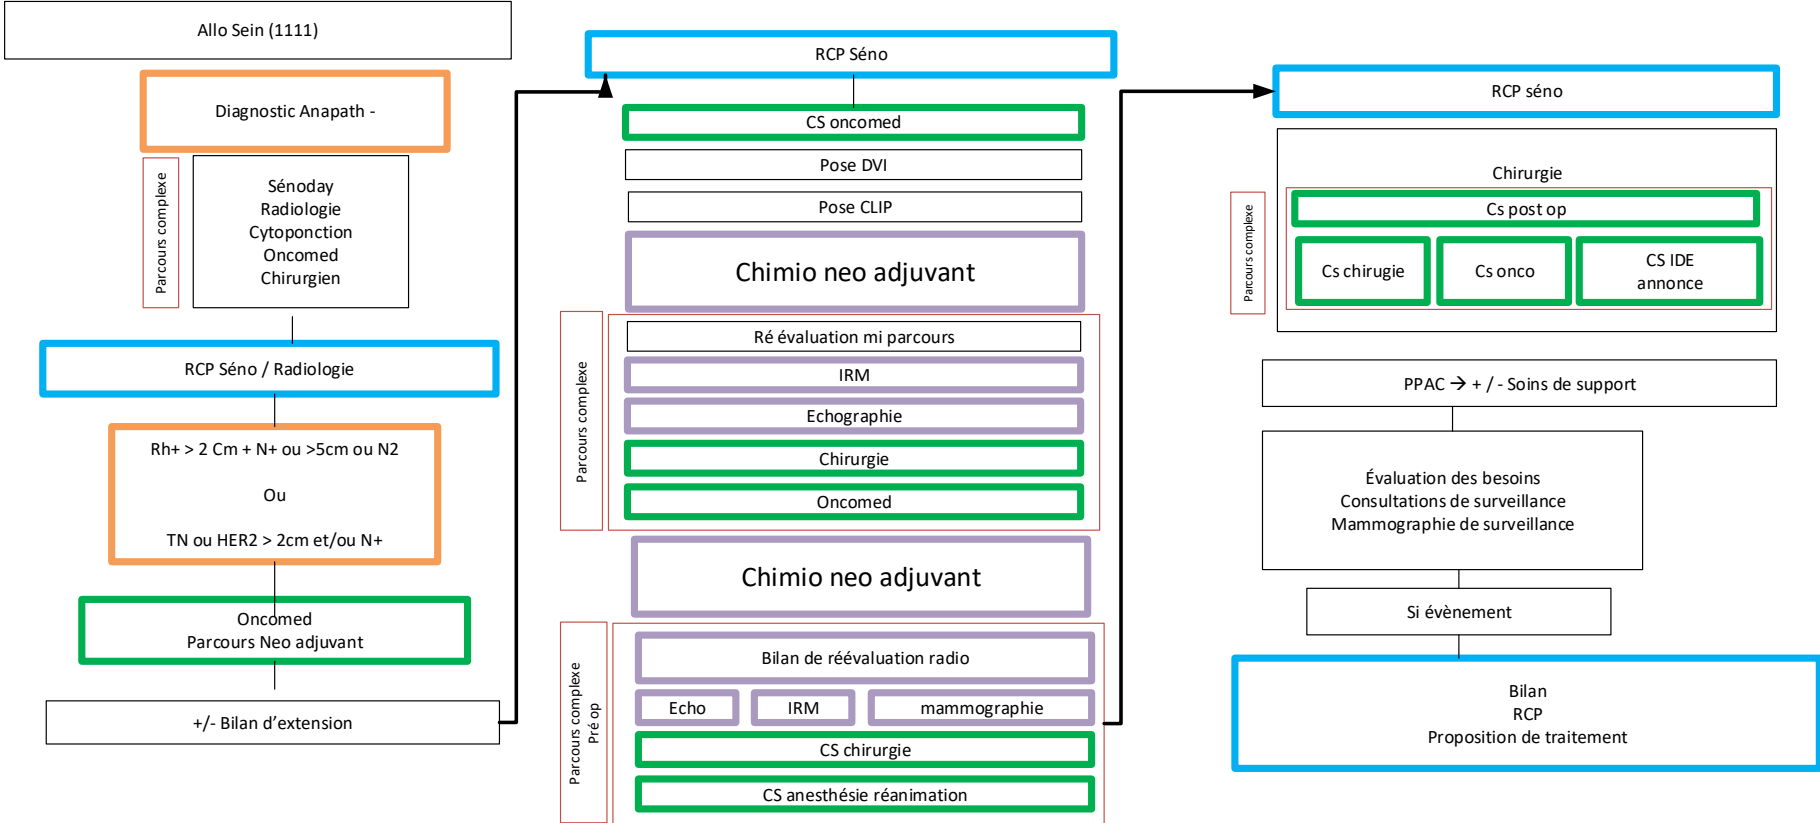 Allo Sein (1111)
Diagnostic Anapath -
Parcours complexe
Sénoday
Radiologie
Cytoponction
Oncomed
Chirurgien
RCP Séno / Radiologie
Rh+ > 2 Cm + N+ ou >5cm ou N2
Ou
TN ou HER2 > 2cm et/ou N+
Oncomed
Parcours Neo adjuvant
+/- Bilan d’extension
RCP Séno
CS oncomed
Pose DVI
Pose CLIP
Chimio neo adjuvant
Parcours complexe
Ré évaluation mi parcours
IRM
Echographie
Chirurgie
Oncomed
Chimio neo adjuvant
Parcours complexe
Pré op
Bilan de réévaluation radio
Echo
IRM
mammographie
CS chirurgie
CS anesthésie réanimation
RCP séno
Chirurgie
Parcours complexe
Cs post op
Cs chirugie
Cs onco
CS IDE
annonce
PPAC → + / - Soins de support
Évaluation des besoins
Consultations de surveillance
Mammographie de surveillance
Si évènement
Bilan
RCP
Proposition de traitement